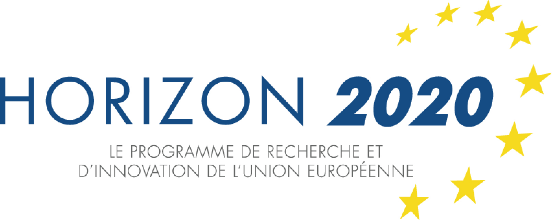 HORIZON 2020
LE PROGRAMME DE RECHERCHE ET
D'INNOVATION DE L'UNION EUROPÉENNE